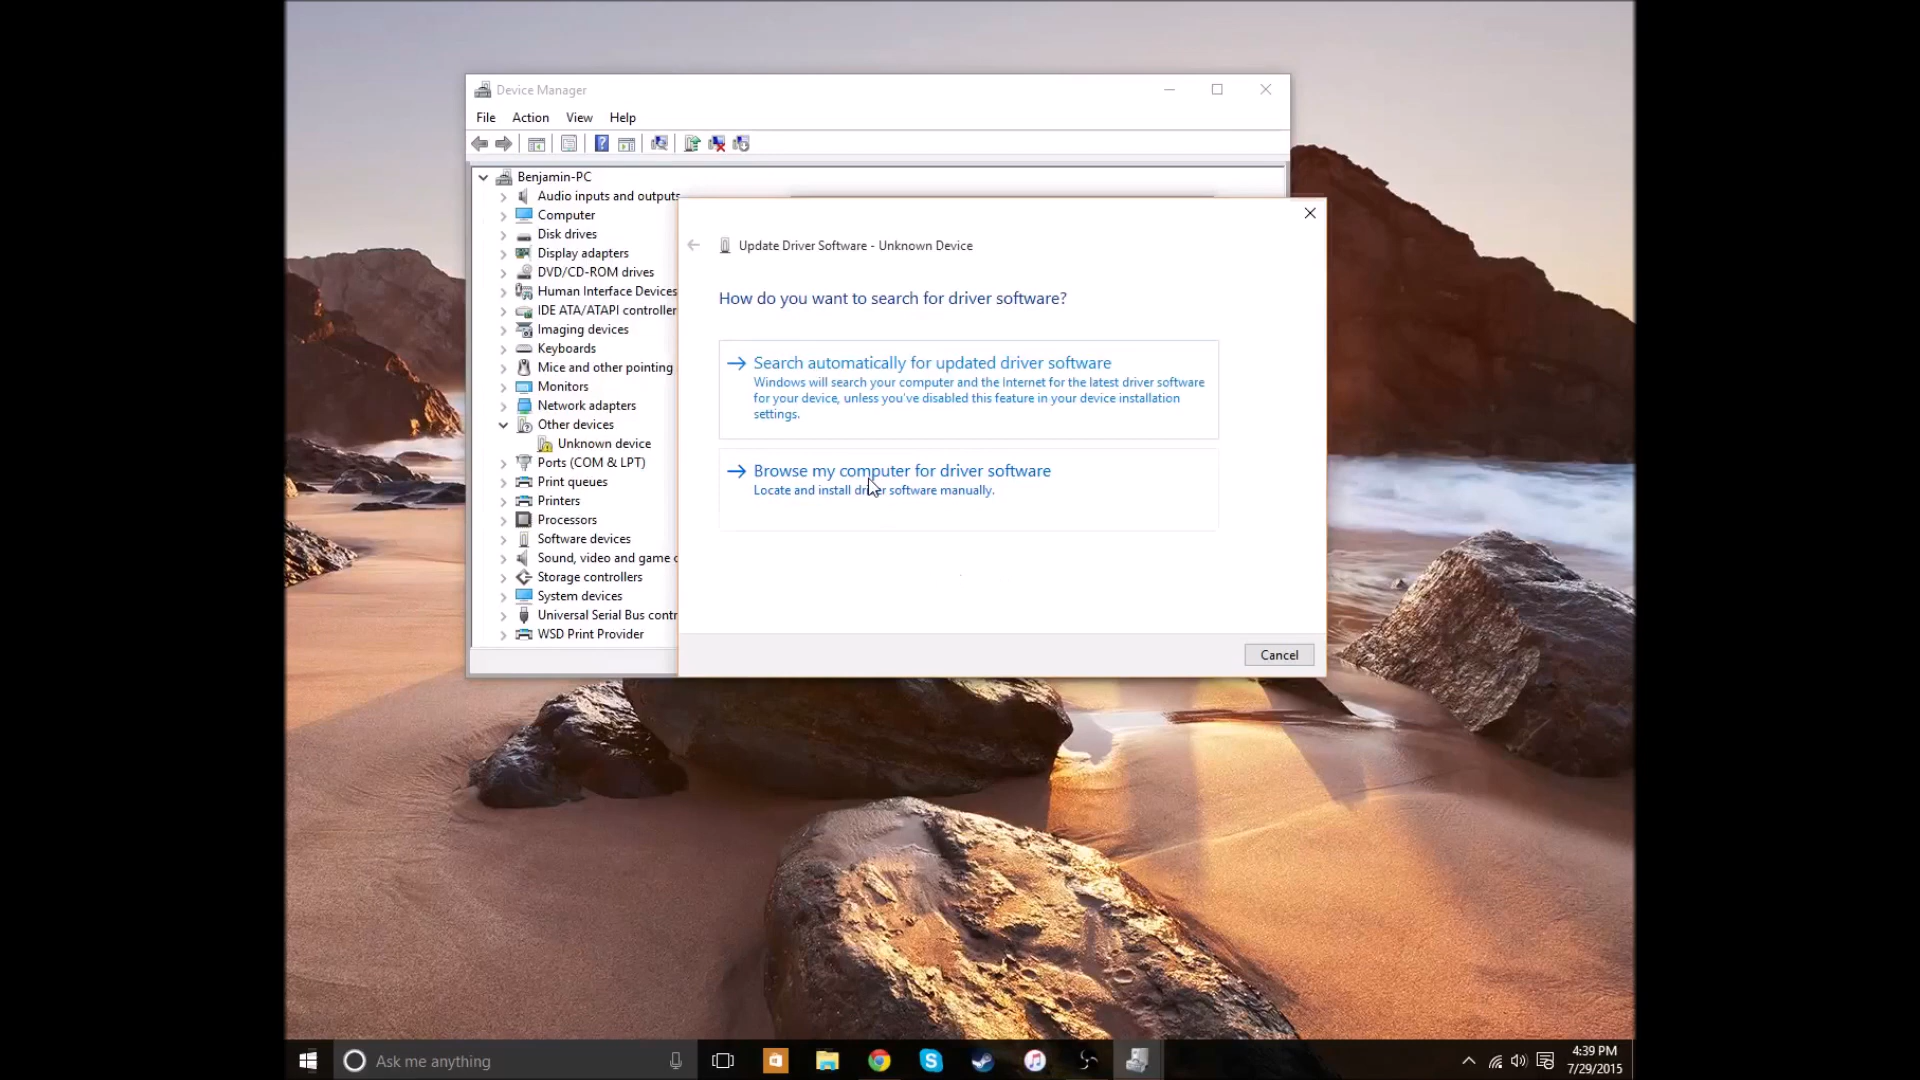 Device Manager
File Action View Help
Benjamin-PC
Audio inputs and outputs
Computer
Disk drives
Display adapters
DVD/CD-ROM drives
Human Interface Devices
IDE ATA/ATAPI controller
Imaging devices
Keyboards
Mice and other pointing
Monitors
Network adapters
Other devices
Unknown device
Ports (COM & LPT)
Print queues
Printers
Processors
Software devices
Sound, video and game c
Storage controllers
System devices
Universal Serial Bus contr
WSD Print Provider
Update Driver Software - Unknown Device
How do you want to search for driver software?
Search automatically for updated driver software
Windows will search your computer and the Internet for the latest driver software
for your device, unless you've disabled this feature in your device installation
settings.
Browse my computer for driver software
Locate and install driver software manually.
Cancel
Ask me anything
4:39 PM
7/29/2015